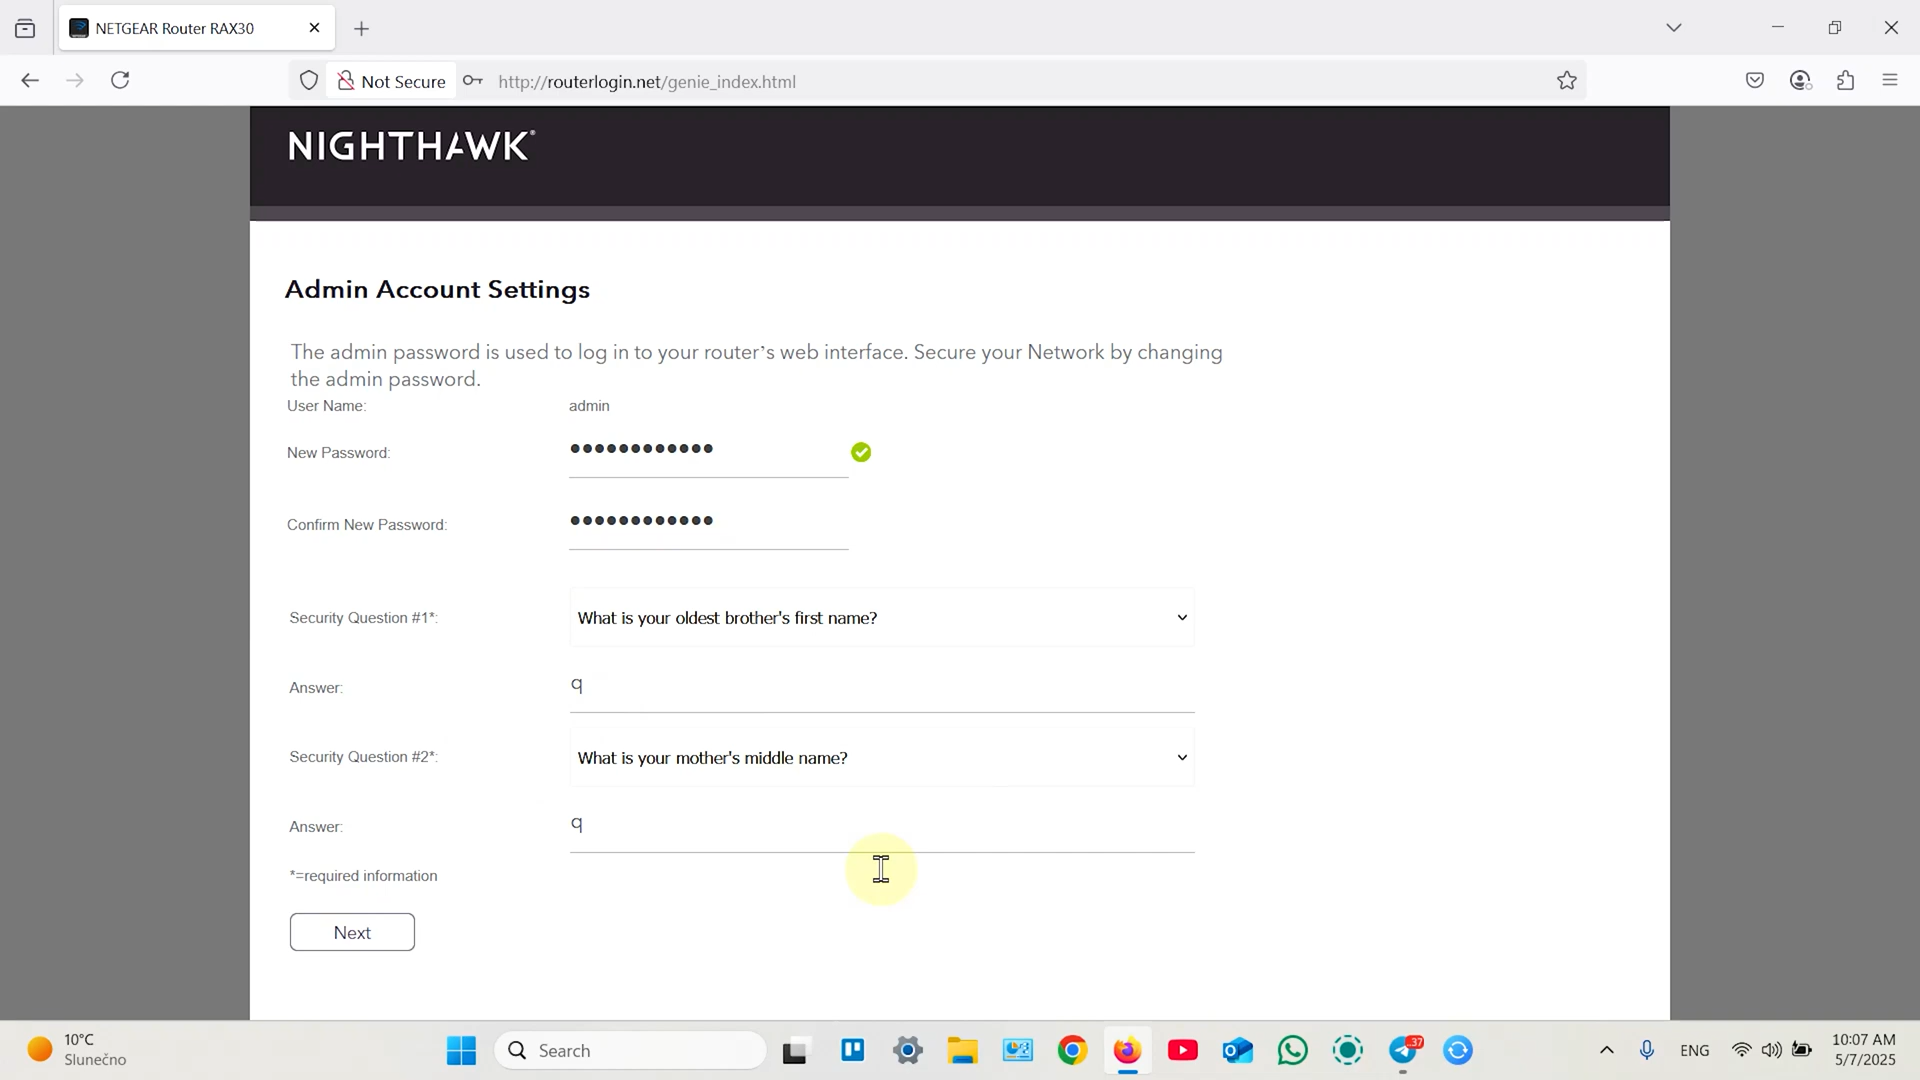 NETGEAR Router RAX30
Not Secure
http://routerlogin.net/genie_index.html
NIGHTHAWK®
Admin Account Settings
The admin password is used to log in to your router’s web interface. Secure your Network by changing
the admin password.
User Name:
admin
New Password:
●●●●●●●●●●●●
Confirm New Password:
●●●●●●●●●●●●
Security Question #1*:
What is your oldest brother's first name?
Answer:
q
Security Question #2*:
What is your mother's middle name?
Answer:
q
*=required information
Next
10°C
Slunečno
Search
37
ENG
10:07 AM
5/7/2025